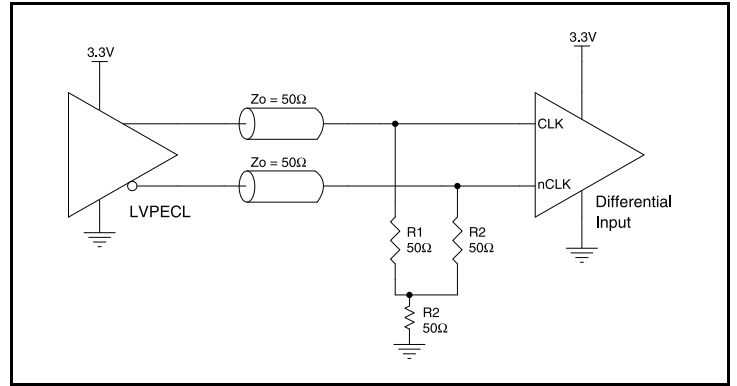 3.3V
3.3V
Zo = 50Ω
CLK
Zo = 50Ω
nCLK
LVPECL
Differential
Input
R1
50Ω
R2
50Ω
R2
50Ω